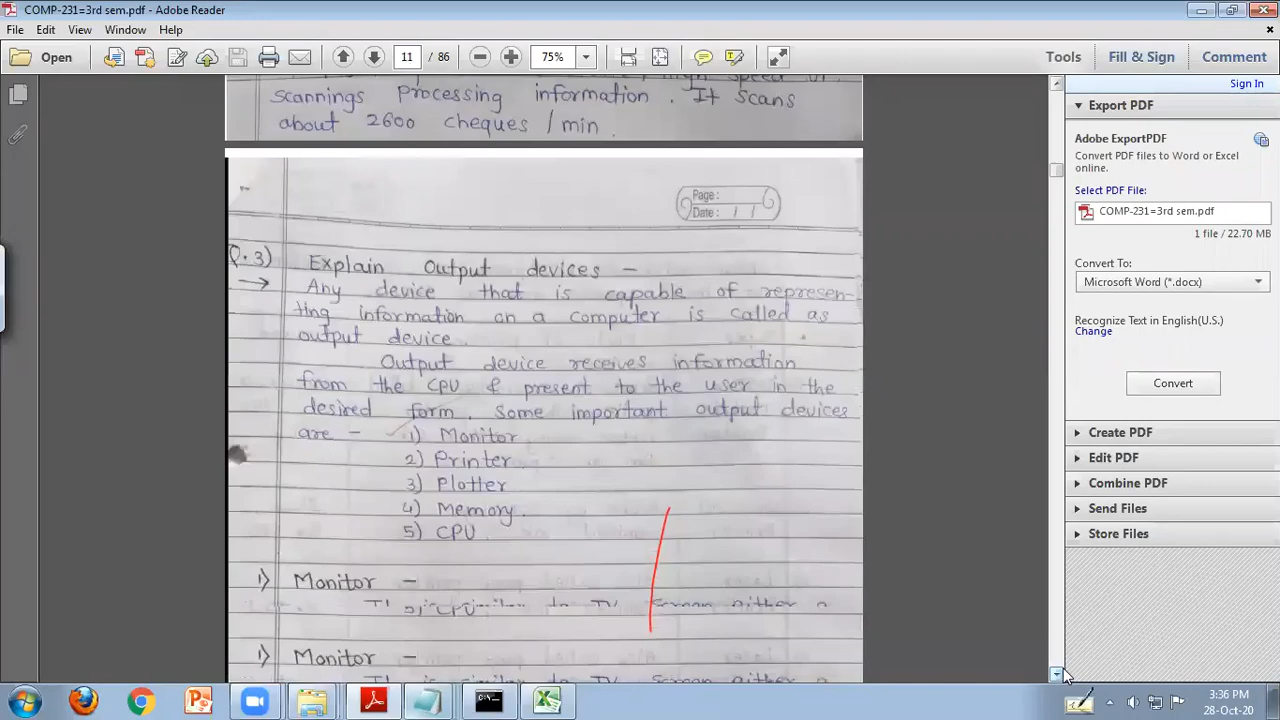 COMP-231=3rd sem.pdf - Adobe Reader
File Edit View Window Help
Open 11 / 86 75% Tools Fill & Sign Comment
Sign In
scannings processing information . It scans
about 2600 cheques / min .
Page :
Date : / /
Q.3) Explain Output devices –
→ Any device that is capable of represen-
ting information on a computer is called as
output device .
Output device receives information
from the CPU & present to the user in the
desired form . Some important output devices
are – 1) Monitor
2) Printer
3) Plotter
4) Memory
5) CPU
1) Monitor –
1) Monitor –
Export PDF
Adobe ExportPDF
Convert PDF files to Word or Excel
online.
Select PDF File:
COMP-231=3rd sem.pdf
1 file / 22.70 MB
Convert To:
Microsoft Word (*.docx)
Recognize Text in English(U.S.)
Change
Convert
Create PDF
Edit PDF
Combine PDF
Send Files
Store Files
3:36 PM
28-Oct-20